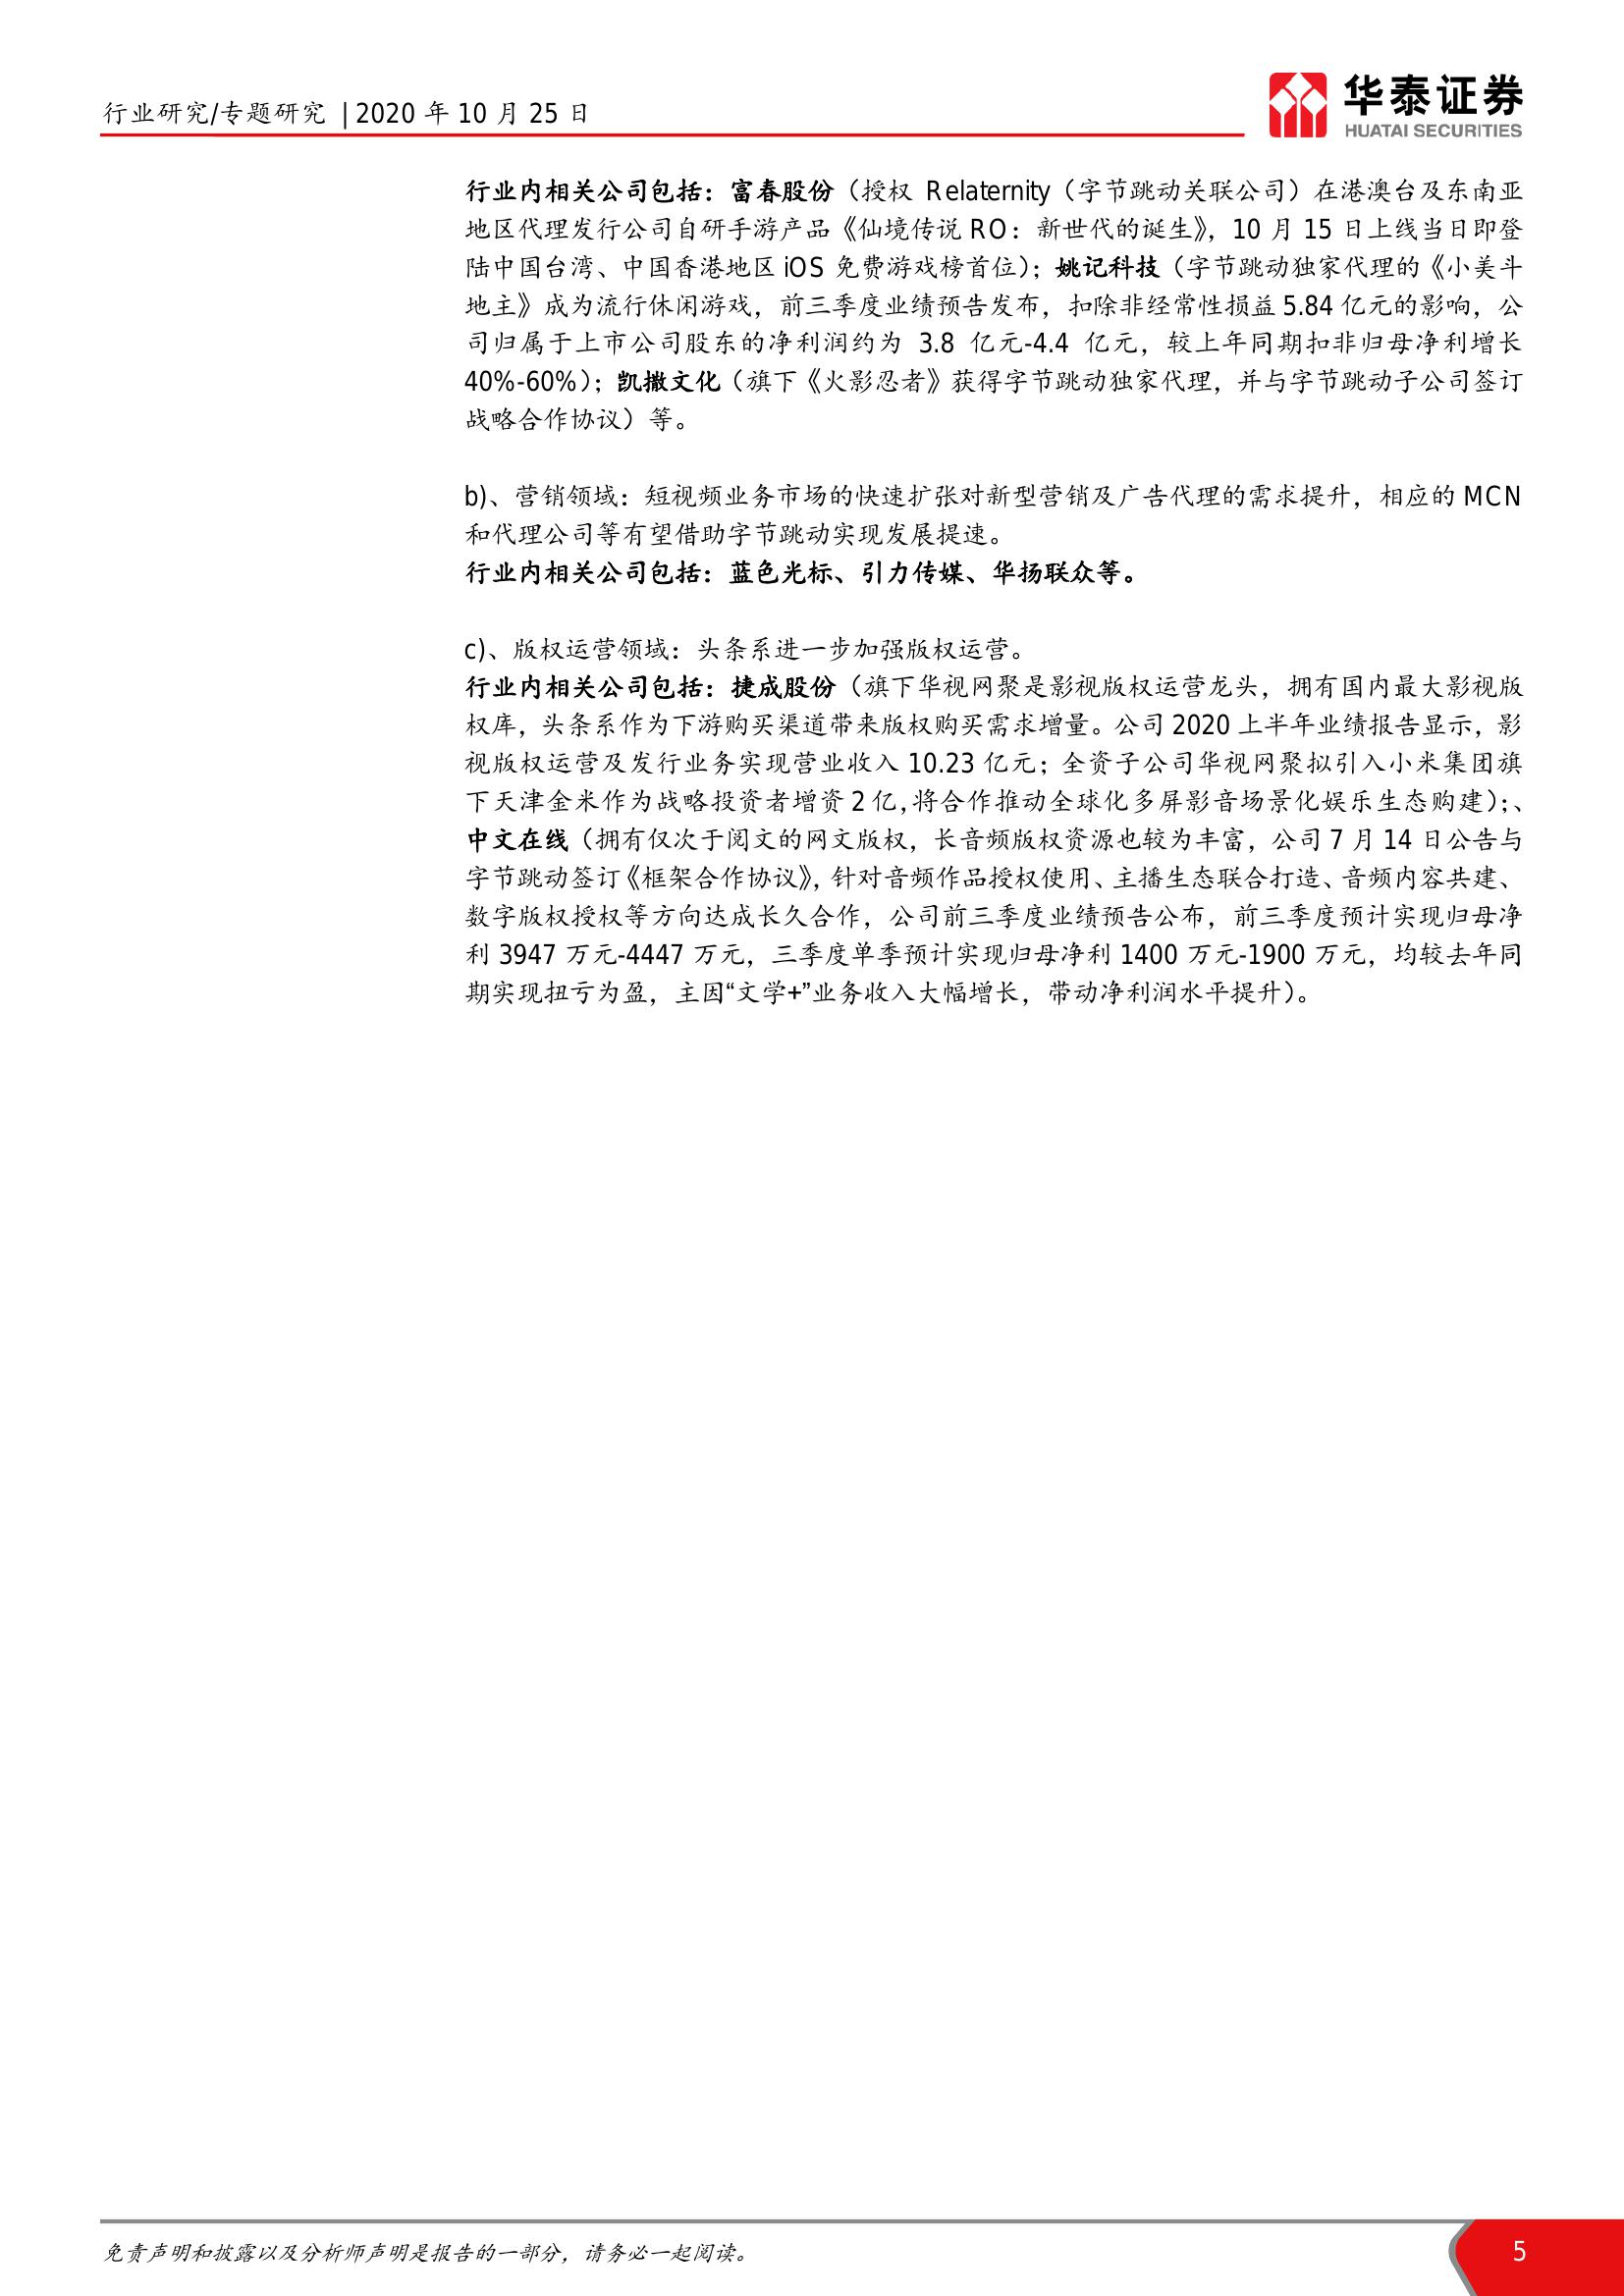 行业研究/专题研究 | 2020 年 10 月 25 日
华泰证券
HUATAI SECURITIES
行业内相关公司包括：富春股份（授权 Relaternity（字节跳动关联公司）在港澳台及东南亚
地区代理发行公司自研手游产品《仙境传说 RO：新世代的诞生》，10 月 15 日上线当日即登
陆中国台湾、中国香港地区 iOS 免费游戏榜首位）；姚记科技（字节跳动独家代理的《小美斗
地主》成为流行休闲游戏，前三季度业绩预告发布，扣除非经常性损益 5.84 亿元的影响，公
司归属于上市公司股东的净利润约为 3.8 亿元-4.4 亿元，较上年同期扣非归母净利增长
40%-60%）；凯撒文化（旗下《火影忍者》获得字节跳动独家代理，并与字节跳动子公司签订
战略合作协议）等。
b)、营销领域：短视频业务市场的快速扩张对新型营销及广告代理的需求提升，相应的 MCN
和代理公司等有望借助字节跳动实现发展提速。
行业内相关公司包括：蓝色光标、引力传媒、华扬联众等。
c)、版权运营领域：头条系进一步加强版权运营。
行业内相关公司包括：捷成股份（旗下华视网聚是影视版权运营龙头，拥有国内最大影视版
权库，头条系作为下游购买渠道带来版权购买需求增量。公司 2020 上半年业绩报告显示，影
视版权运营及发行业务实现营业收入 10.23 亿元；全资子公司华视网聚拟引入小米集团旗
下天津金米作为战略投资者增资 2 亿，将合作推动全球化多屏影音场景化娱乐生态购建）；、
中文在线（拥有仅次于阅文的网文版权，长音频版权资源也较为丰富，公司 7 月 14 日公告与
字节跳动签订《框架合作协议》，针对音频作品授权使用、主播生态联合打造、音频内容共建、
数字版权授权等方向达成长久合作，公司前三季度业绩预告公布，前三季度预计实现归母净
利 3947 万元-4447 万元，三季度单季预计实现归母净利 1400 万元-1900 万元，均较去年同
期实现扭亏为盈，主因“文学+”业务收入大幅增长，带动净利润水平提升）。
免责声明和披露以及分析师声明是报告的一部分，请务必一起阅读。
5